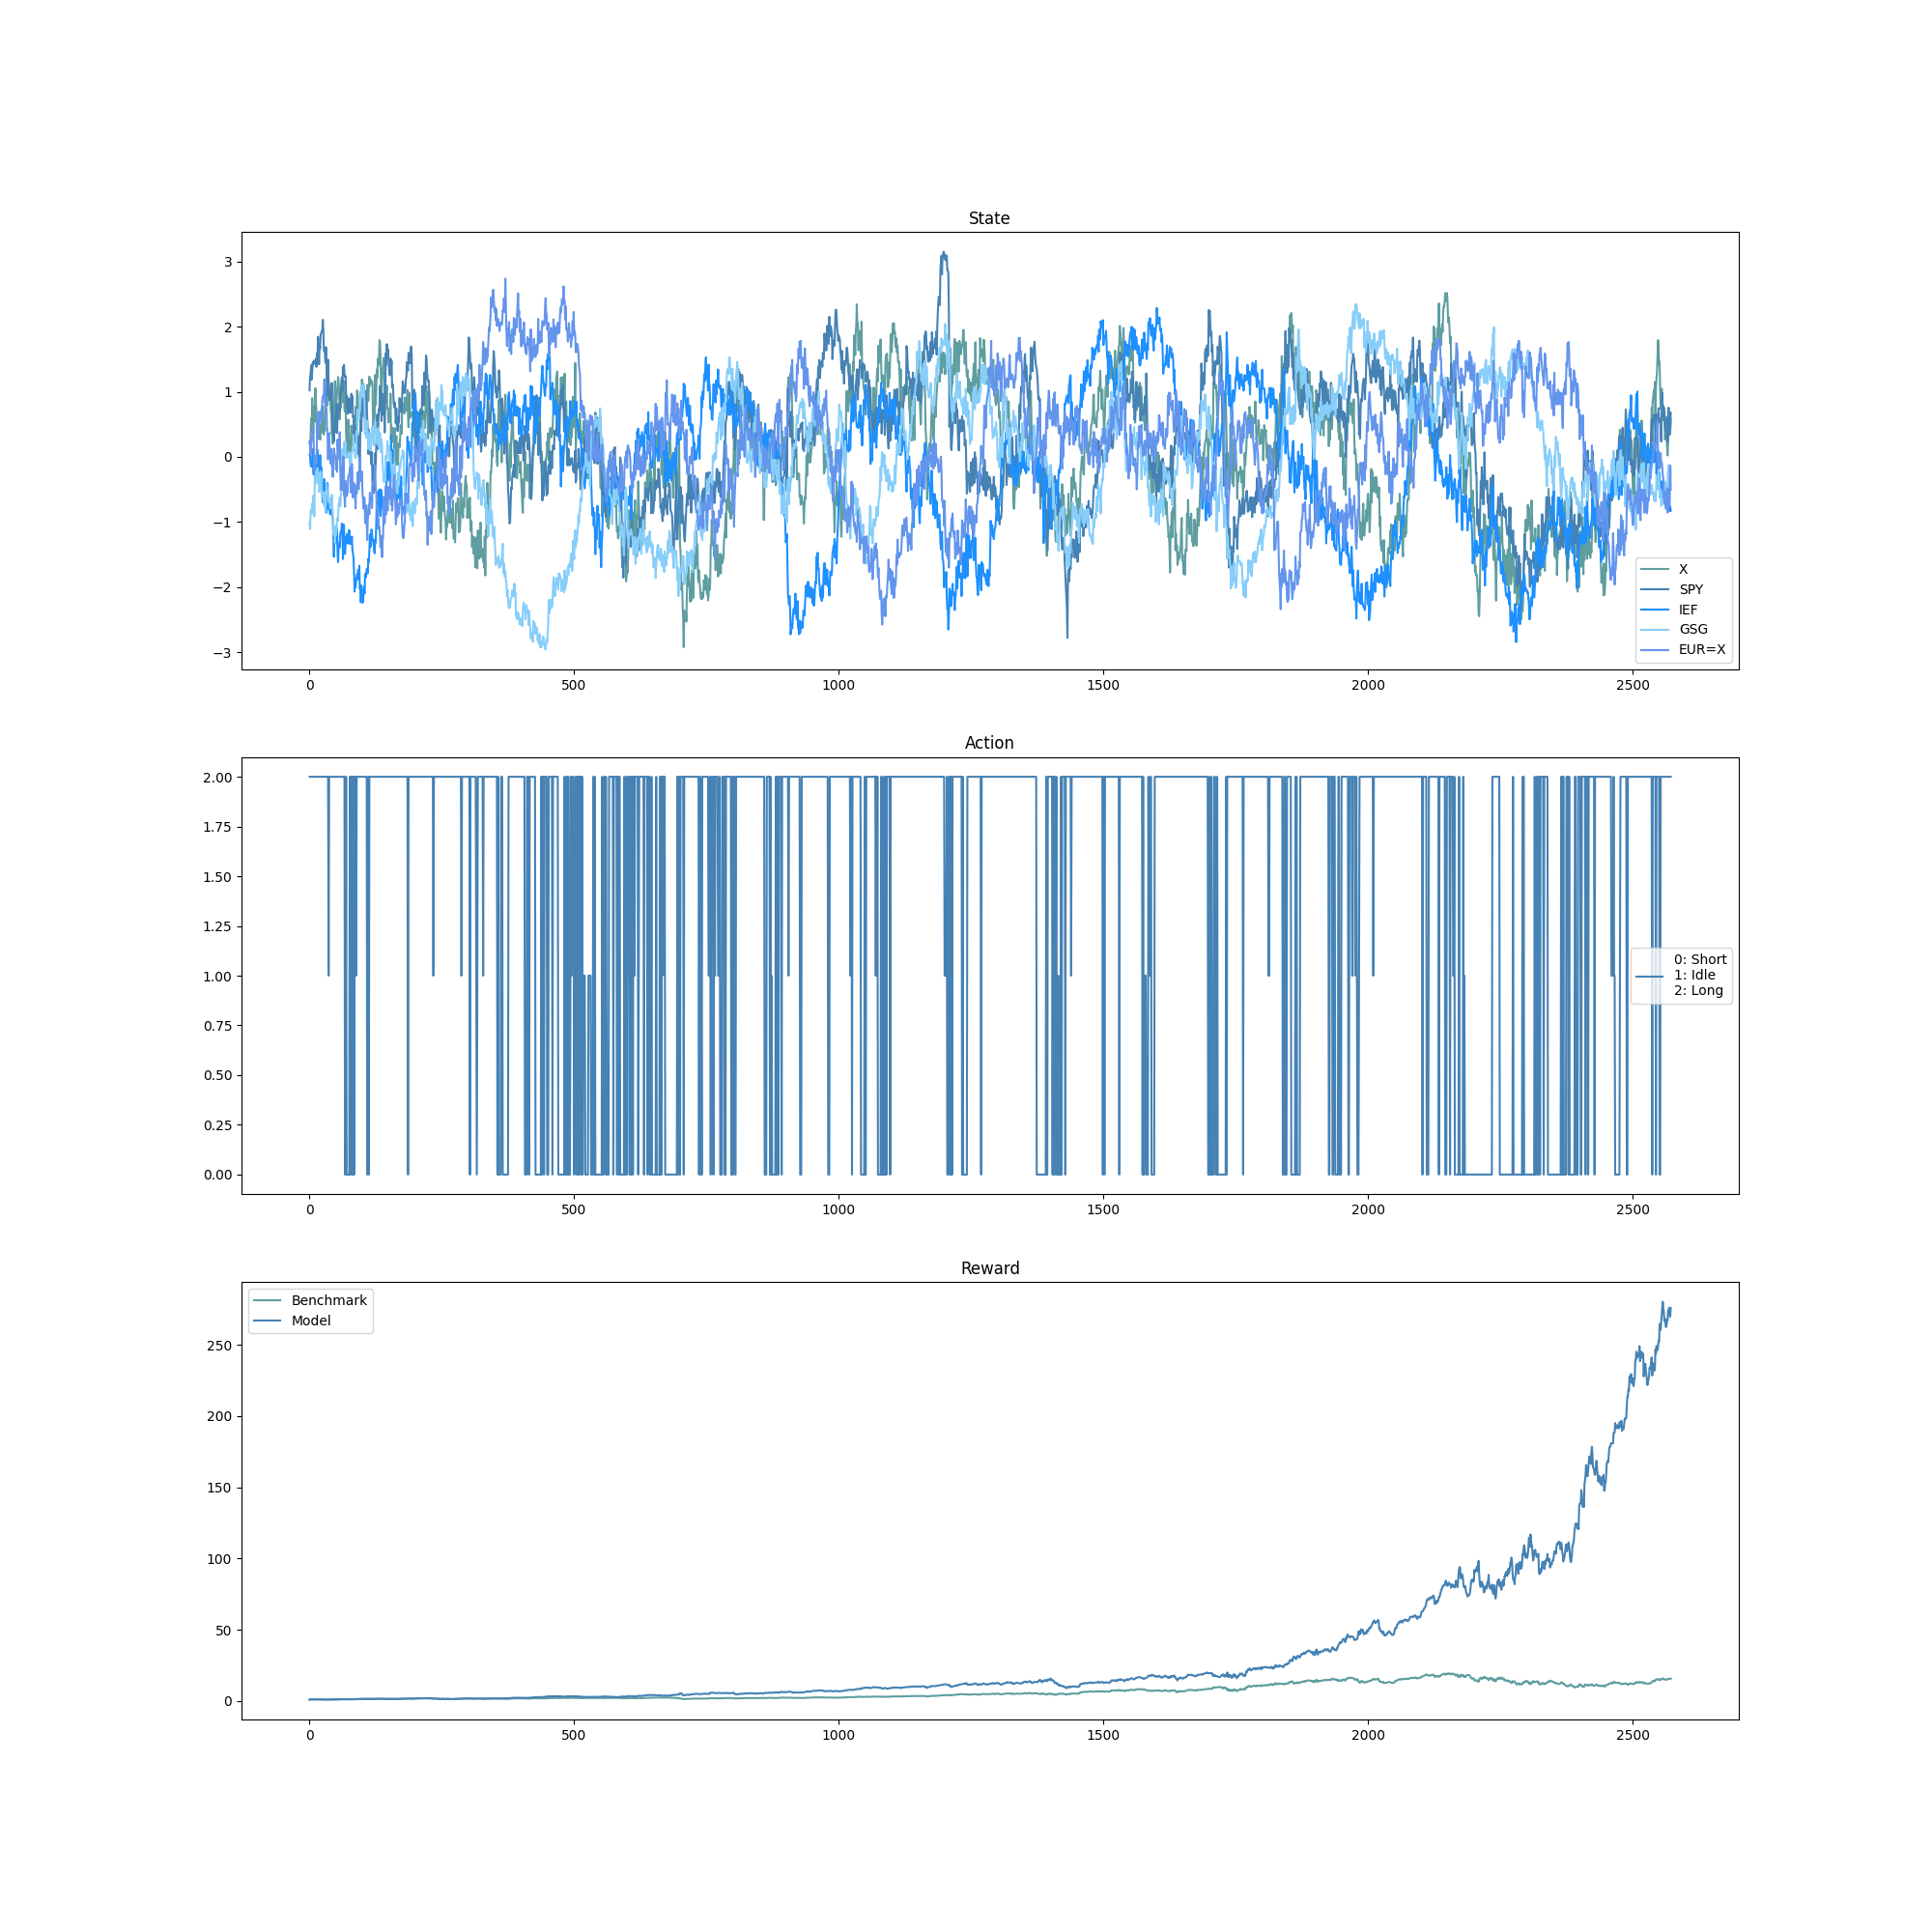 State
3
2
1
0
−1
−2
−3
X
SPY
IEF
GSG
EUR=X
0 500 1000 1500 2000 2500
Action
2.00
1.75
1.50
1.25
1.00
0.75
0.50
0.25
0.00
0: Short
1: Idle
2: Long
0 500 1000 1500 2000 2500
Reward
Benchmark
Model
250
200
150
100
50
0
0 500 1000 1500 2000 2500